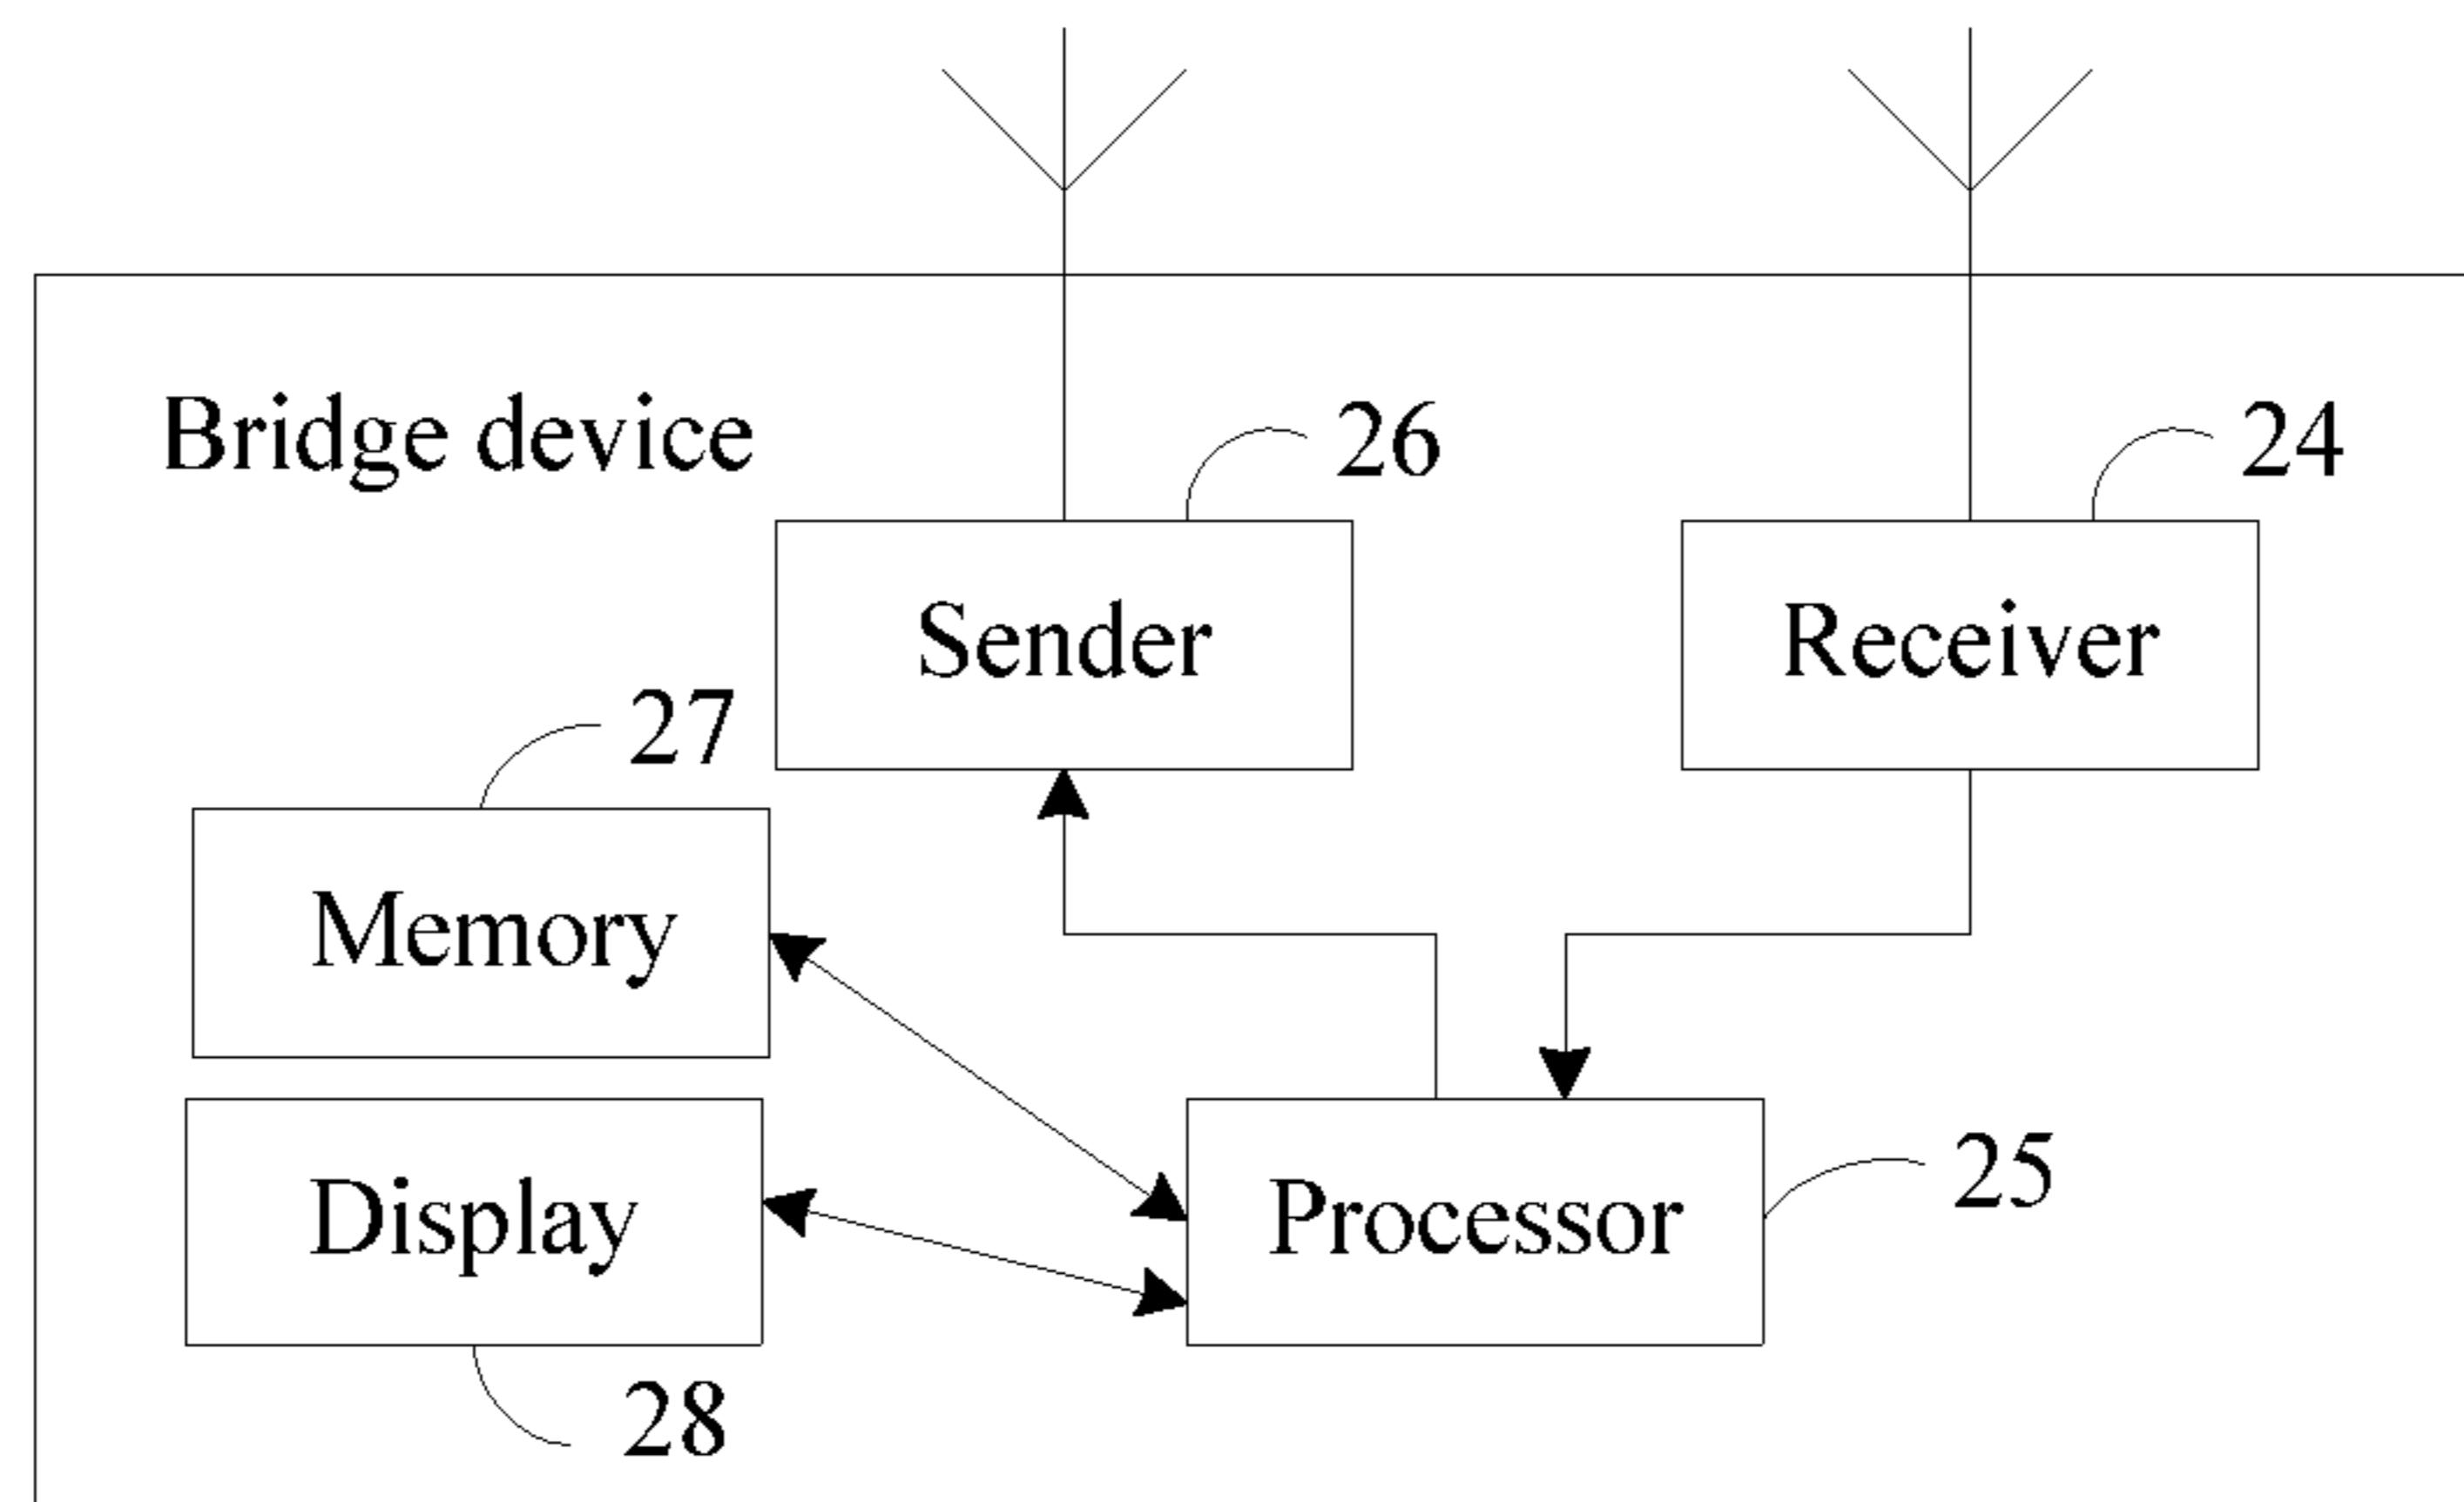 Bridge device
26
24
Sender
Receiver
27
Memory
Display
Processor
25
28